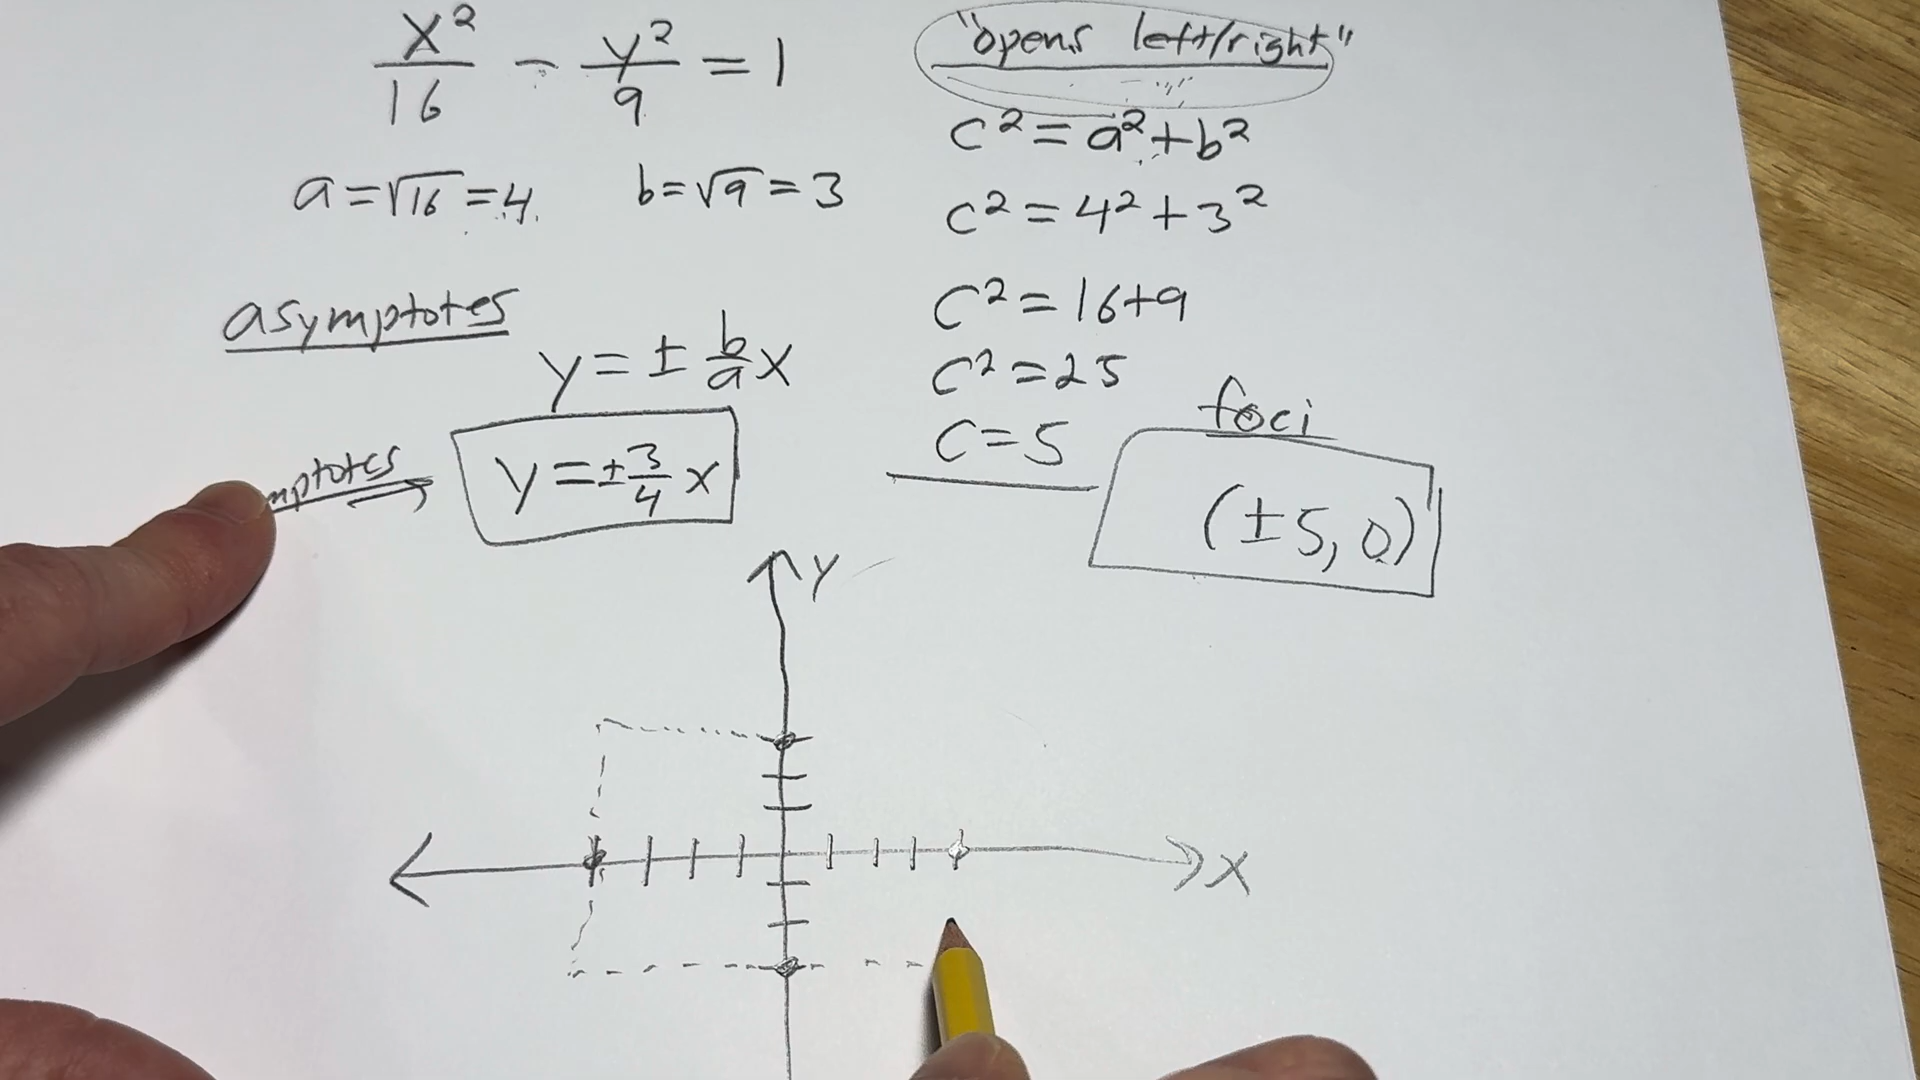 x²/16 - y²/9 = 1
a = √16 = 4 b = √9 = 3
asymptotes
y = ± b/a x
mptotes → y = ± 3/4 x
"opens left/right"
c² = a² + b²
c² = 4² + 3²
c² = 16+9
c² = 25
c = 5
foci
(±5, 0)
y
x